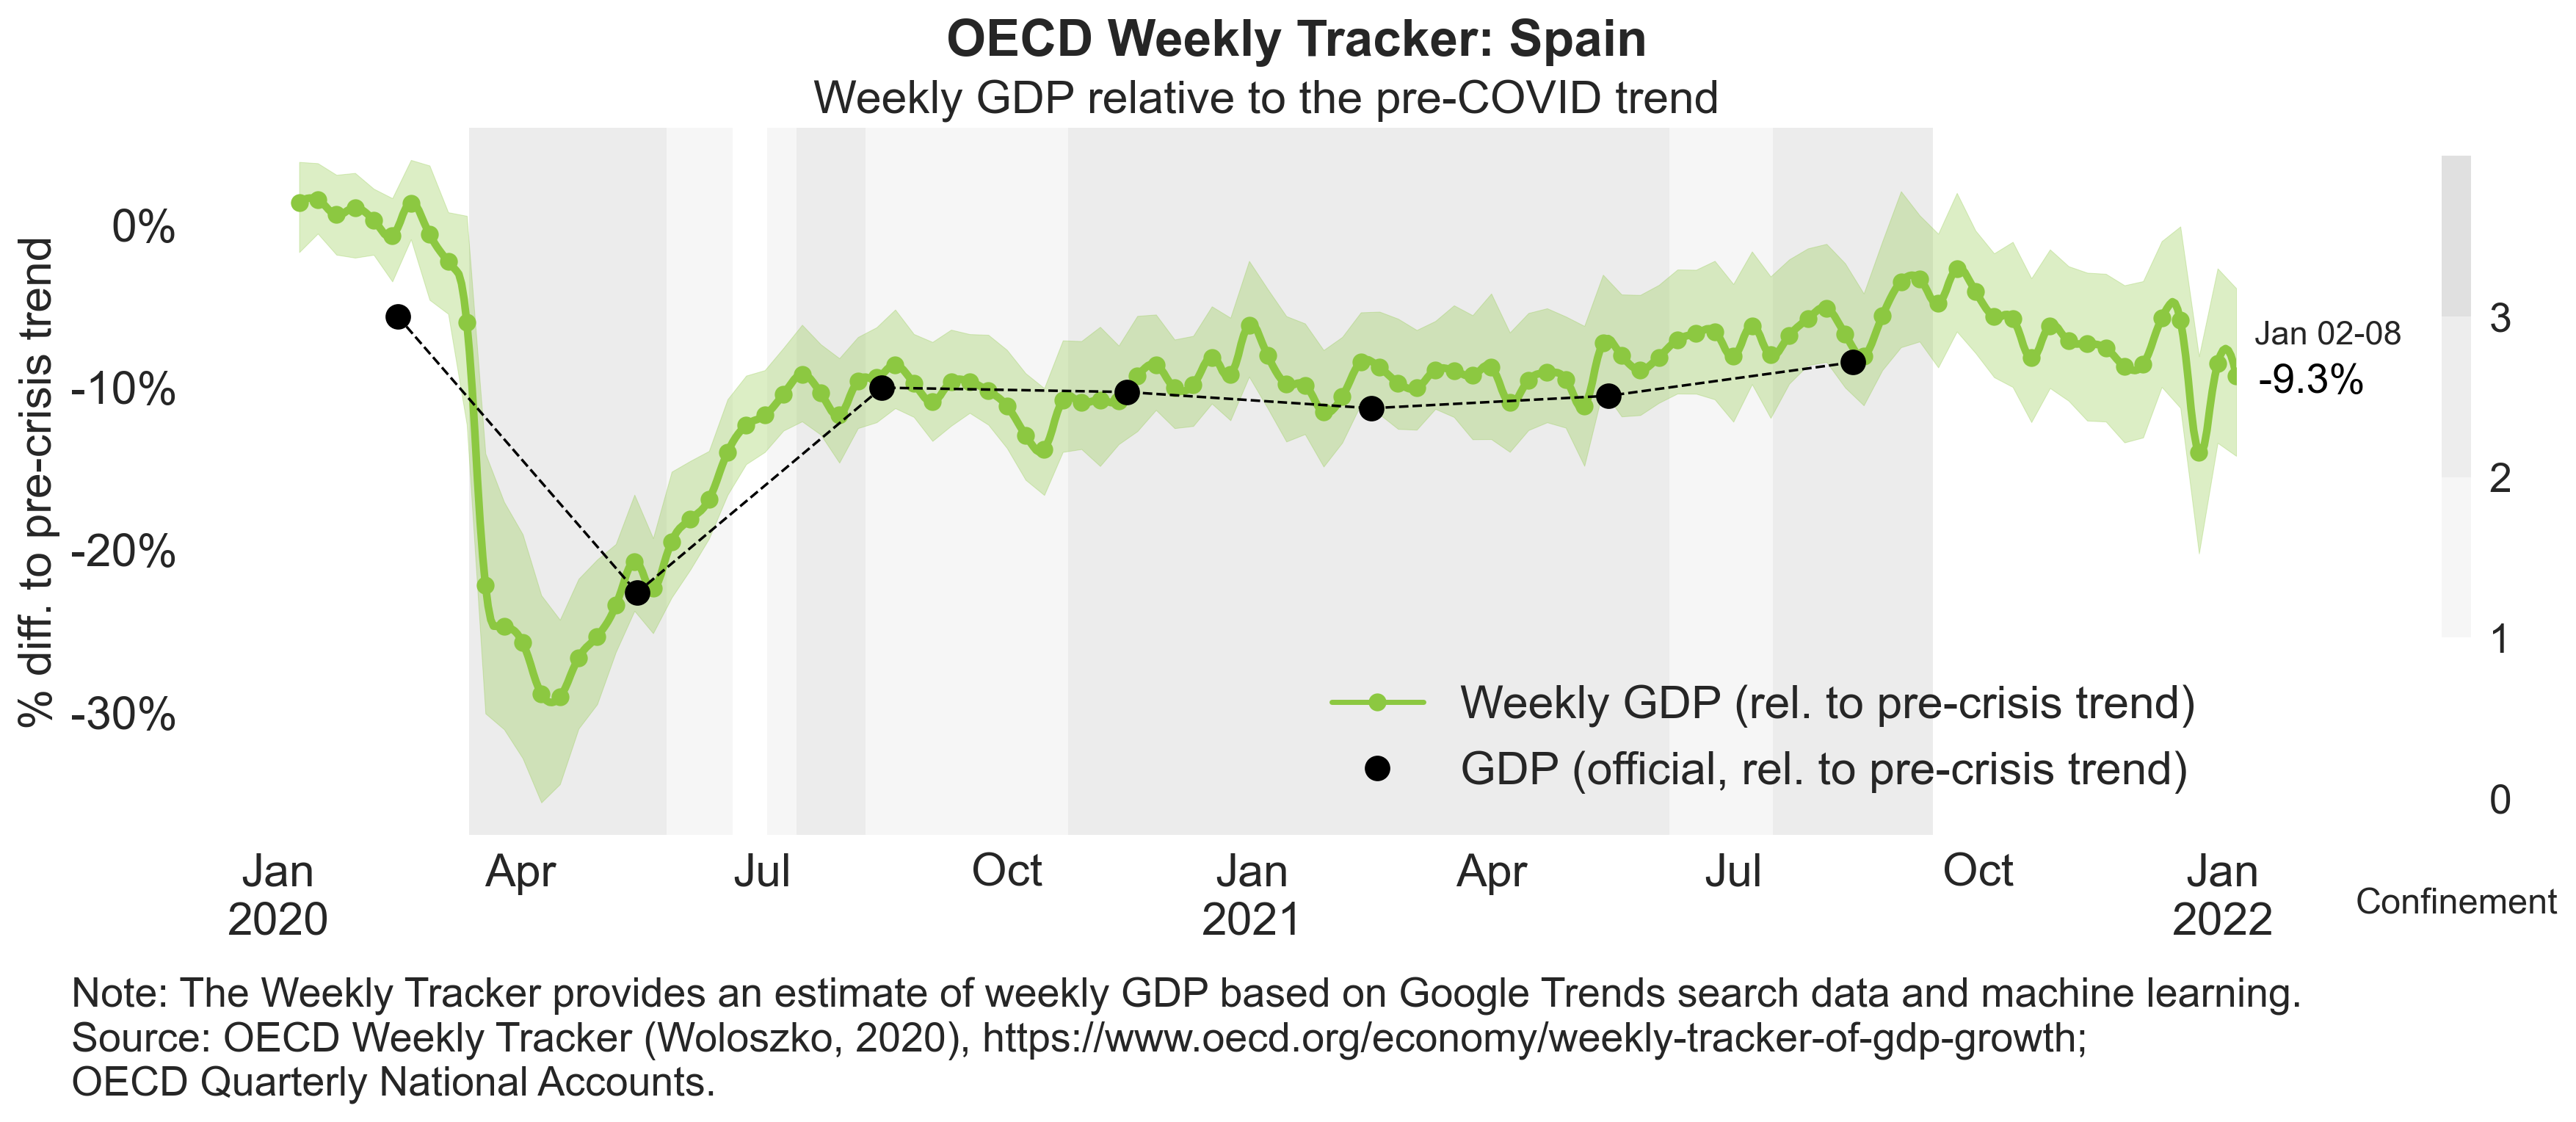 OECD Weekly Tracker: Spain
Weekly GDP relative to the pre-COVID trend
% diff. to pre-crisis trend
0%
-10%
-20%
-30%
Jan 02-08
-9.3%
3
2
1
0
Weekly GDP (rel. to pre-crisis trend)
GDP (official, rel. to pre-crisis trend)
Jan Apr Jul Oct Jan Apr Jul Oct Jan
2020 2021 2022
Confinement
Note: The Weekly Tracker provides an estimate of weekly GDP based on Google Trends search data and machine learning.
Source: OECD Weekly Tracker (Woloszko, 2020), https://www.oecd.org/economy/weekly-tracker-of-gdp-growth;
OECD Quarterly National Accounts.